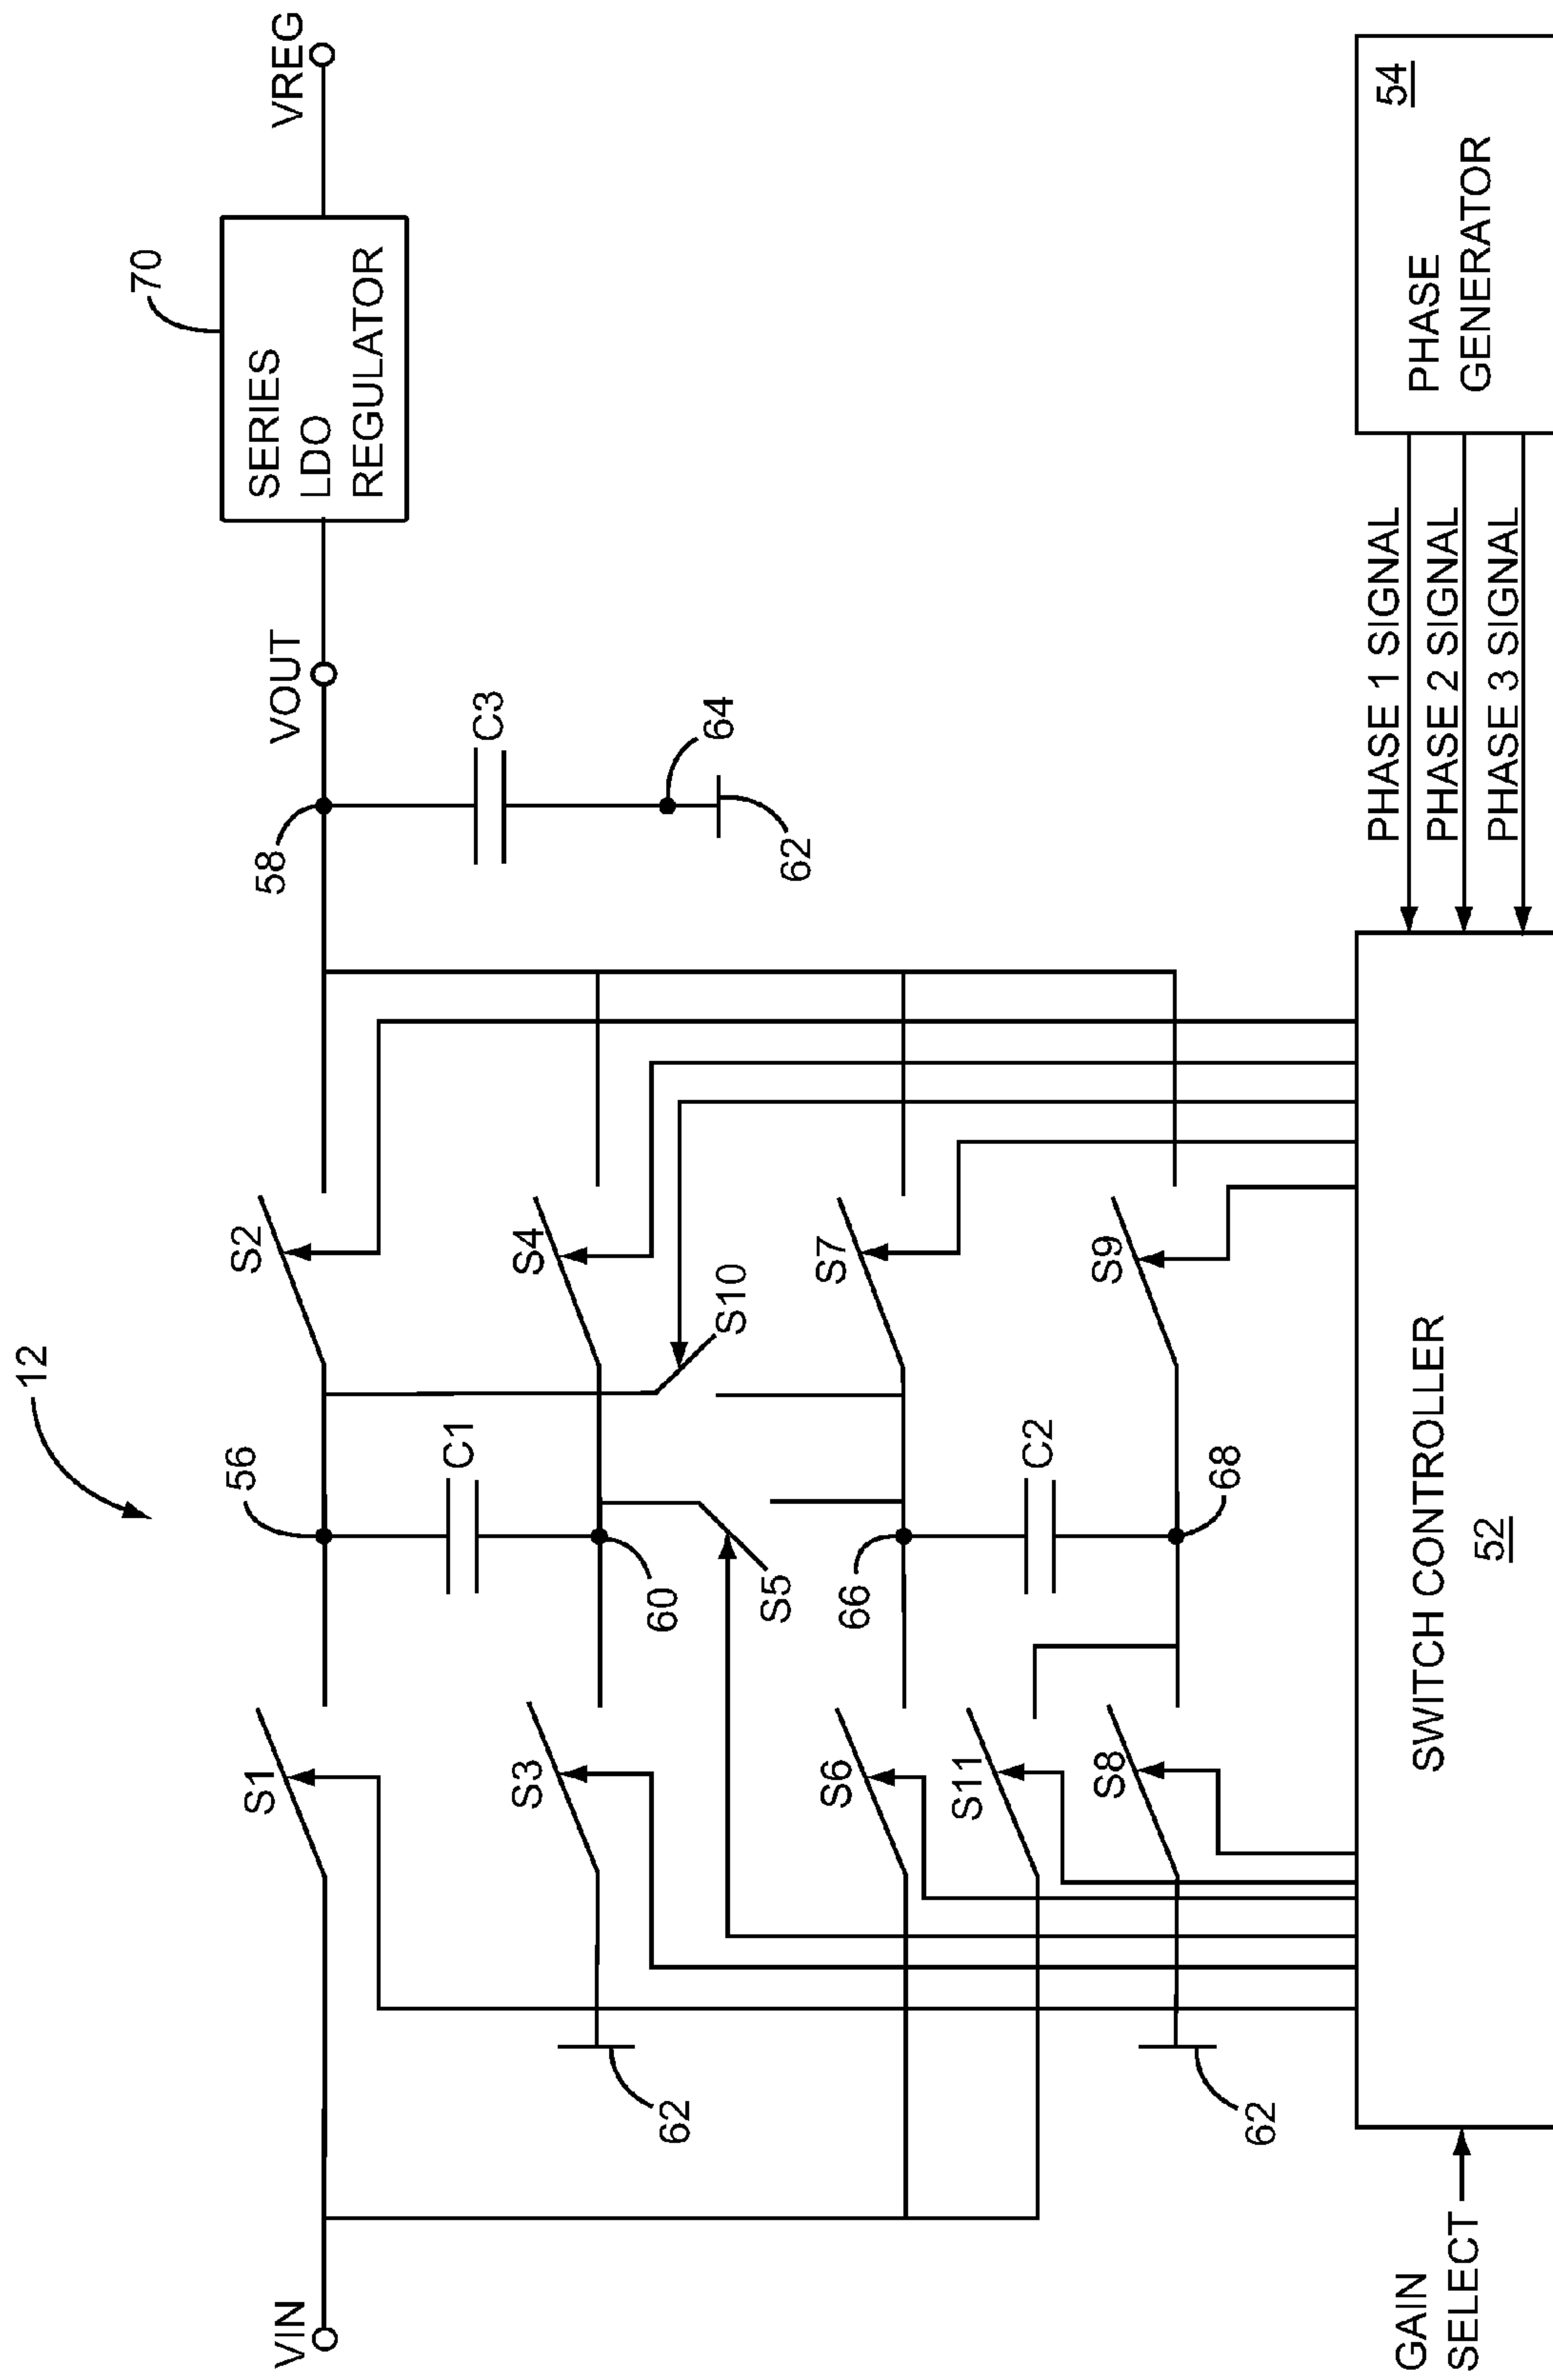 12
70
VIN
S1
56
S2
58
VOUT
SERIES
LDO
REGULATOR
VREG
C1
C3
S3
60
S4
64
62
62
S5
S10
S6
66
S7
S11
C2
S8
68
S9
62
GAIN
SELECT
SWITCH CONTROLLER
52
PHASE 1 SIGNAL
PHASE 2 SIGNAL
PHASE 3 SIGNAL
54
PHASE
GENERATOR